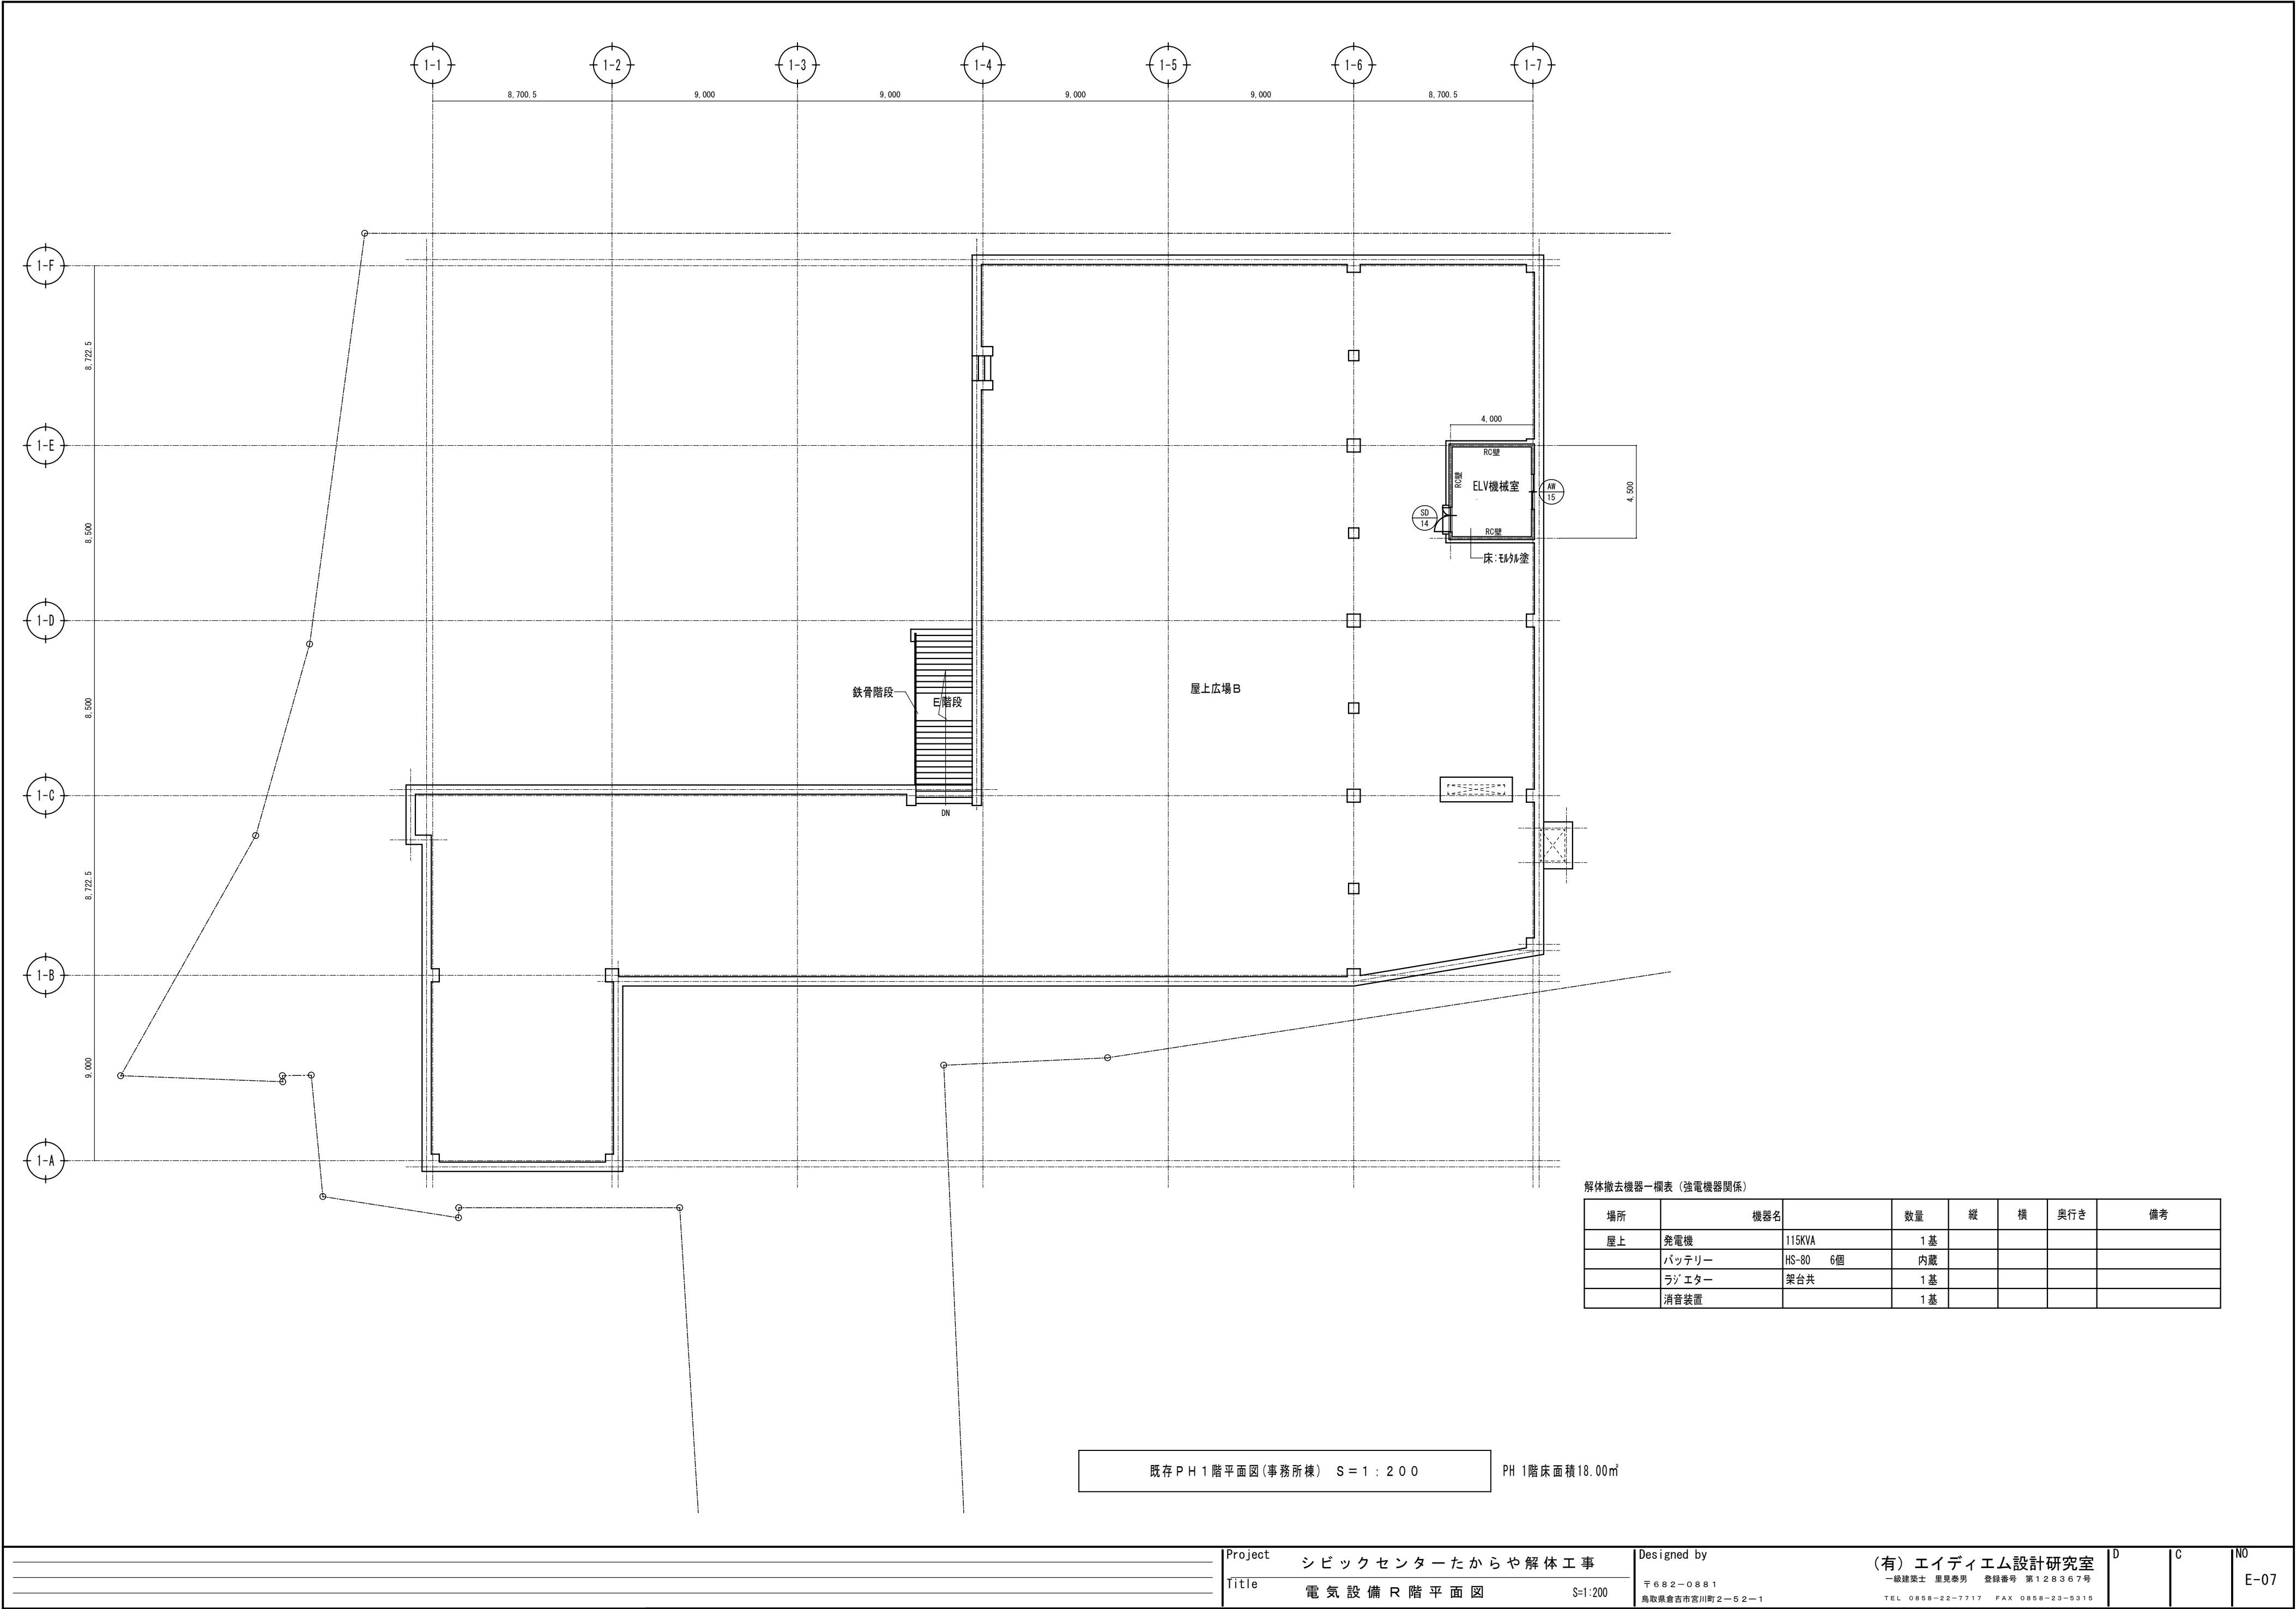 1-1 1-2 1-3 1-4 1-5 1-6 1-7
8,700.5 9,000 9,000 9,000 9,000 8,700.5
1-F
8,722.5
1-E
4,000
RC壁
RC壁
ELV機械室
AW
15
4,500
SD
14
RC壁
床:モルタル塗
8,500
1-D
鉄骨階段
E階段
屋上広場B
8,500
1-C
DN
8,722.5
1-B
9,000
1-A
解体撤去機器一欄表(強電機器関係)
場所 機器名 数量 縦 横 奥行き 備考
屋上 発電機 115KVA 1基
バッテリー HS-80 6個 内蔵
ラジエター 架台共 1基
消音装置 1基
既存PH1階平面図(事務所棟) S=1:200
PH 1階床面積18.00㎡
Project シビックセンターたからや解体工事
Title 電気設備R階平面図 S=1:200
Designed by
〒682-0881
鳥取県倉吉市宮川町2-52-1
(有)エイディエム設計研究室
一級建築士 里見泰男 登録番号 第128367号
TEL 0858-22-7717 FAX 0858-23-5315
D
C
NO
E-07